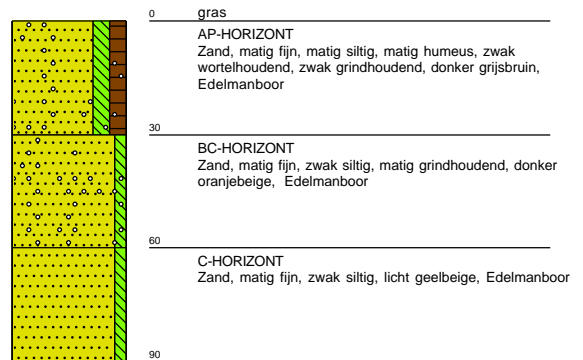 0 gras
AP-HORIZONT
Zand, matig fijn, matig siltig, matig humeus, zwak
wortelhoudend, zwak grindhoudend, donker grijsbruin,
Edelmanboor
30
BC-HORIZONT
Zand, matig fijn, zwak siltig, matig grindhoudend, donker
oranjebeige, Edelmanboor
60
C-HORIZONT
Zand, matig fijn, zwak siltig, licht geelbeige, Edelmanboor
90